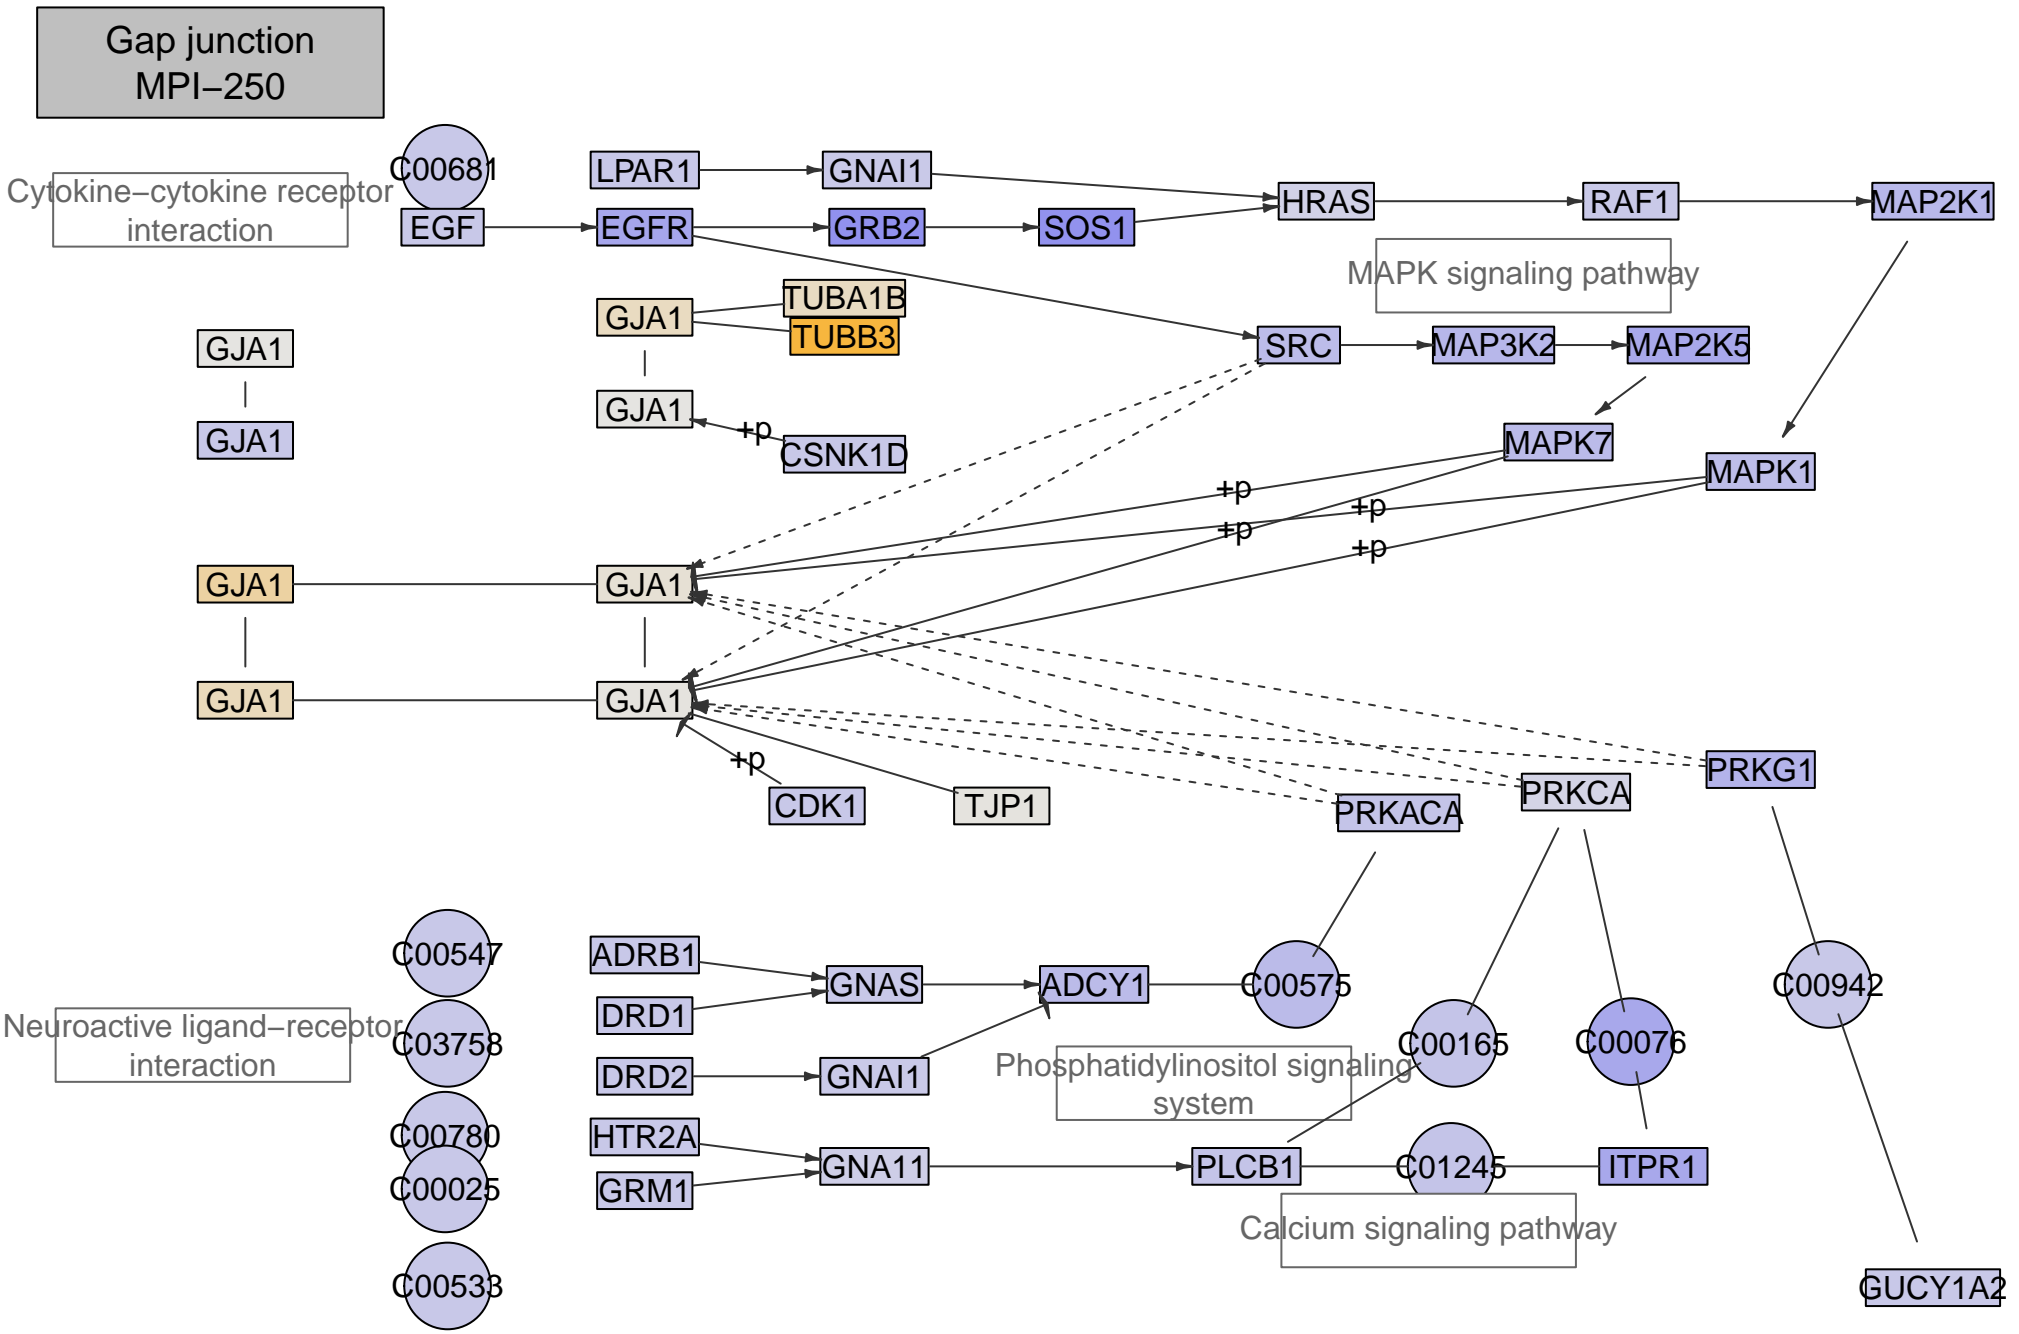 Gap junction
MPI−250
C00681
Cytokine−cytokine receptor
interaction
LPAR1
GNAI1
HRAS
RAF1
MAP2K1
EGF
EGFR
GRB2
SOS1
MAPK signaling pathway
GJA1
TUBA1B
TUBB3
GJA1
SRC
MAP3K2
MAP2K5
GJA1
+p
CSNK1D
GJA1
MAPK7
MAPK1
+p
+p
+p
+p
GJA1
GJA1
GJA1
GJA1
+p
CDK1
TJP1
PRKACA
PRKCA
PRKG1
C00547
ADRB1
GNAS
ADCY1
C00575
C00942
DRD1
Neuroactive ligand−receptor
interaction
C03758
C00165
C00076
DRD2
GNAI1
Phosphatidylinositol signaling
system
C00780
HTR2A
GNA11
PLCB1
C01245
ITPR1
C00025
GRM1
Calcium signaling pathway
C00533
GUCY1A2